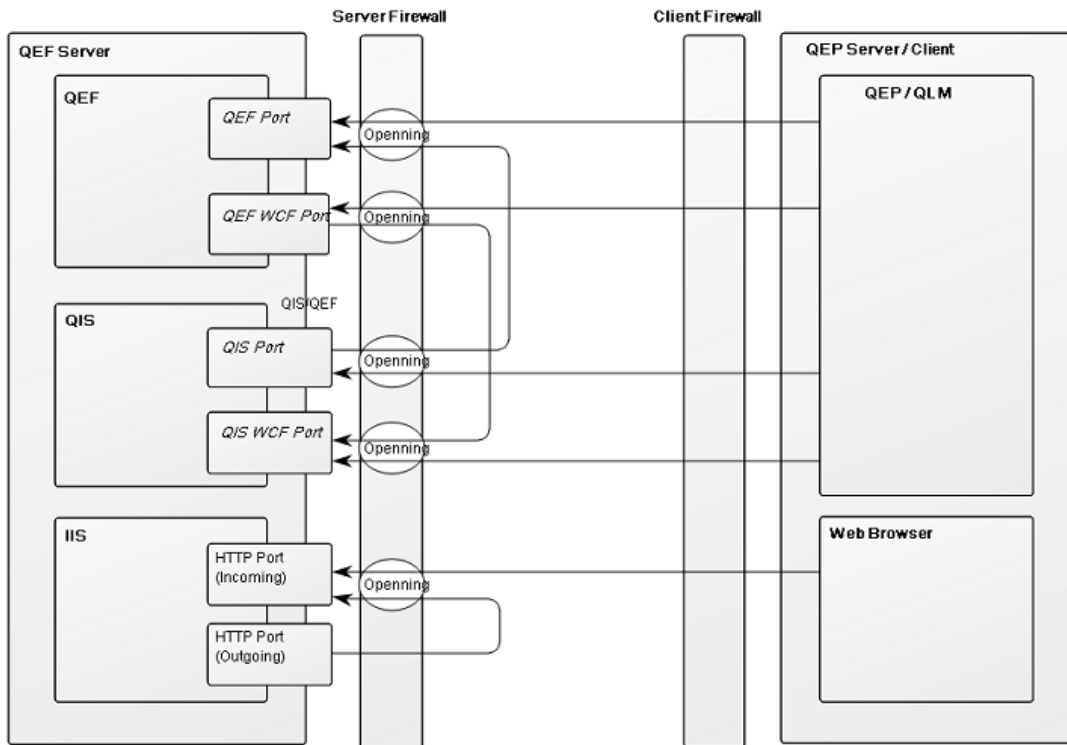 Server Firewall
Client Firewall
QEF Server
QEP Server / Client
QEF
QEP / QLM
QEF Port
Openning
QEF WCF Port
Openning
QIS/QEF
QIS
QIS Port
Openning
QIS WCF Port
Openning
IIS
Web Browser
HTTP Port
(Incoming)
Openning
HTTP Port
(Outgoing)